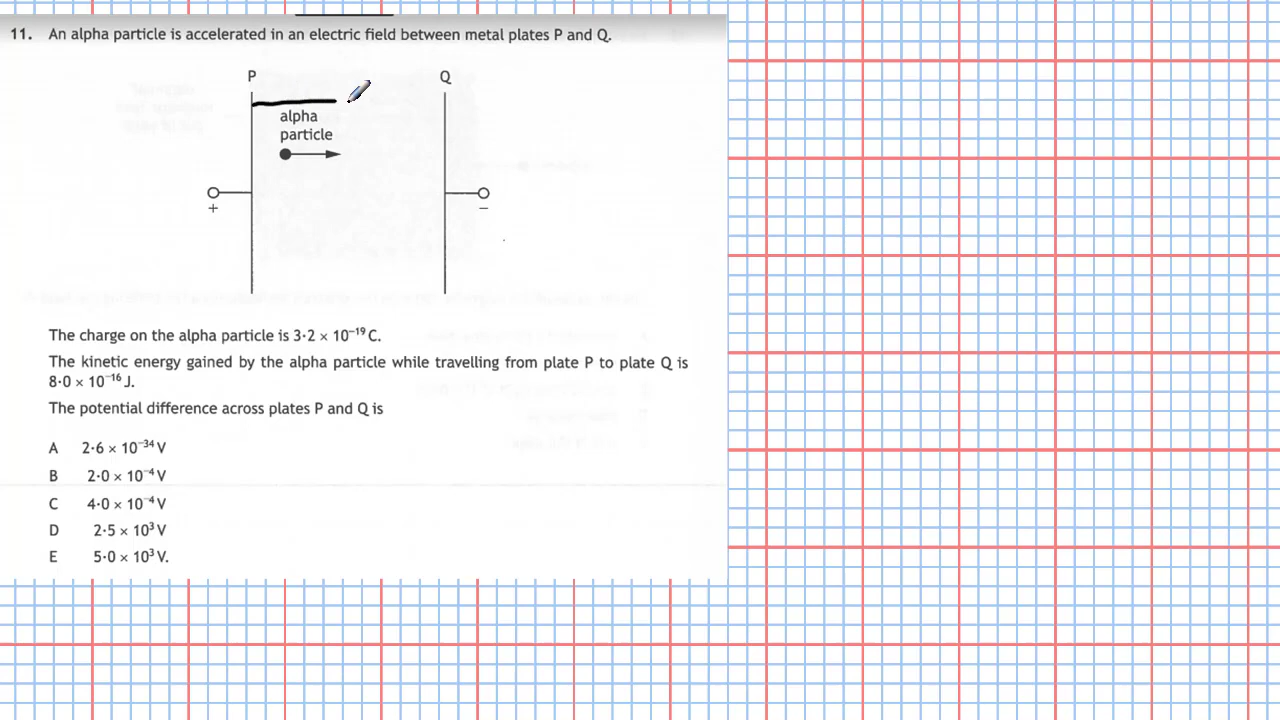 11. An alpha particle is accelerated in an electric field between metal plates P and Q.
P Q
alpha
particle
+ −
The charge on the alpha particle is 3·2 × 10⁻¹⁹ C.
The kinetic energy gained by the alpha particle while travelling from plate P to plate Q is
8·0 × 10⁻¹⁶ J.
The potential difference across plates P and Q is
A 2·6 × 10⁻³⁴ V
B 2·0 × 10⁻⁴ V
C 4·0 × 10⁻⁴ V
D 2·5 × 10³ V
E 5·0 × 10³ V.